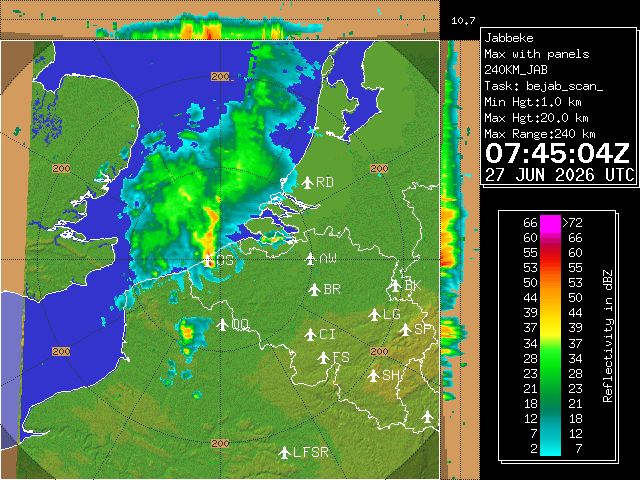 10.7
Jabbeke
Max with panels
240KM_JAB
Task: bejab_scan_
Min Hgt:1.0 km
Max Hgt:20.0 km
Max Range:240 km
07:45:04Z
27 JUN 2026 UTC
200
200
200
RD
OS
AW
BR
BK
LG
OO
CI
SP
200
FS
SH
200
LFSR
66 >72
60 66
55 60
53 55
50 53
44 50
39 44
37 39
34 37
31 34
28 31
24 28
21 23
18 21
12 18
7 12
2 7
Reflectivity in dBZ